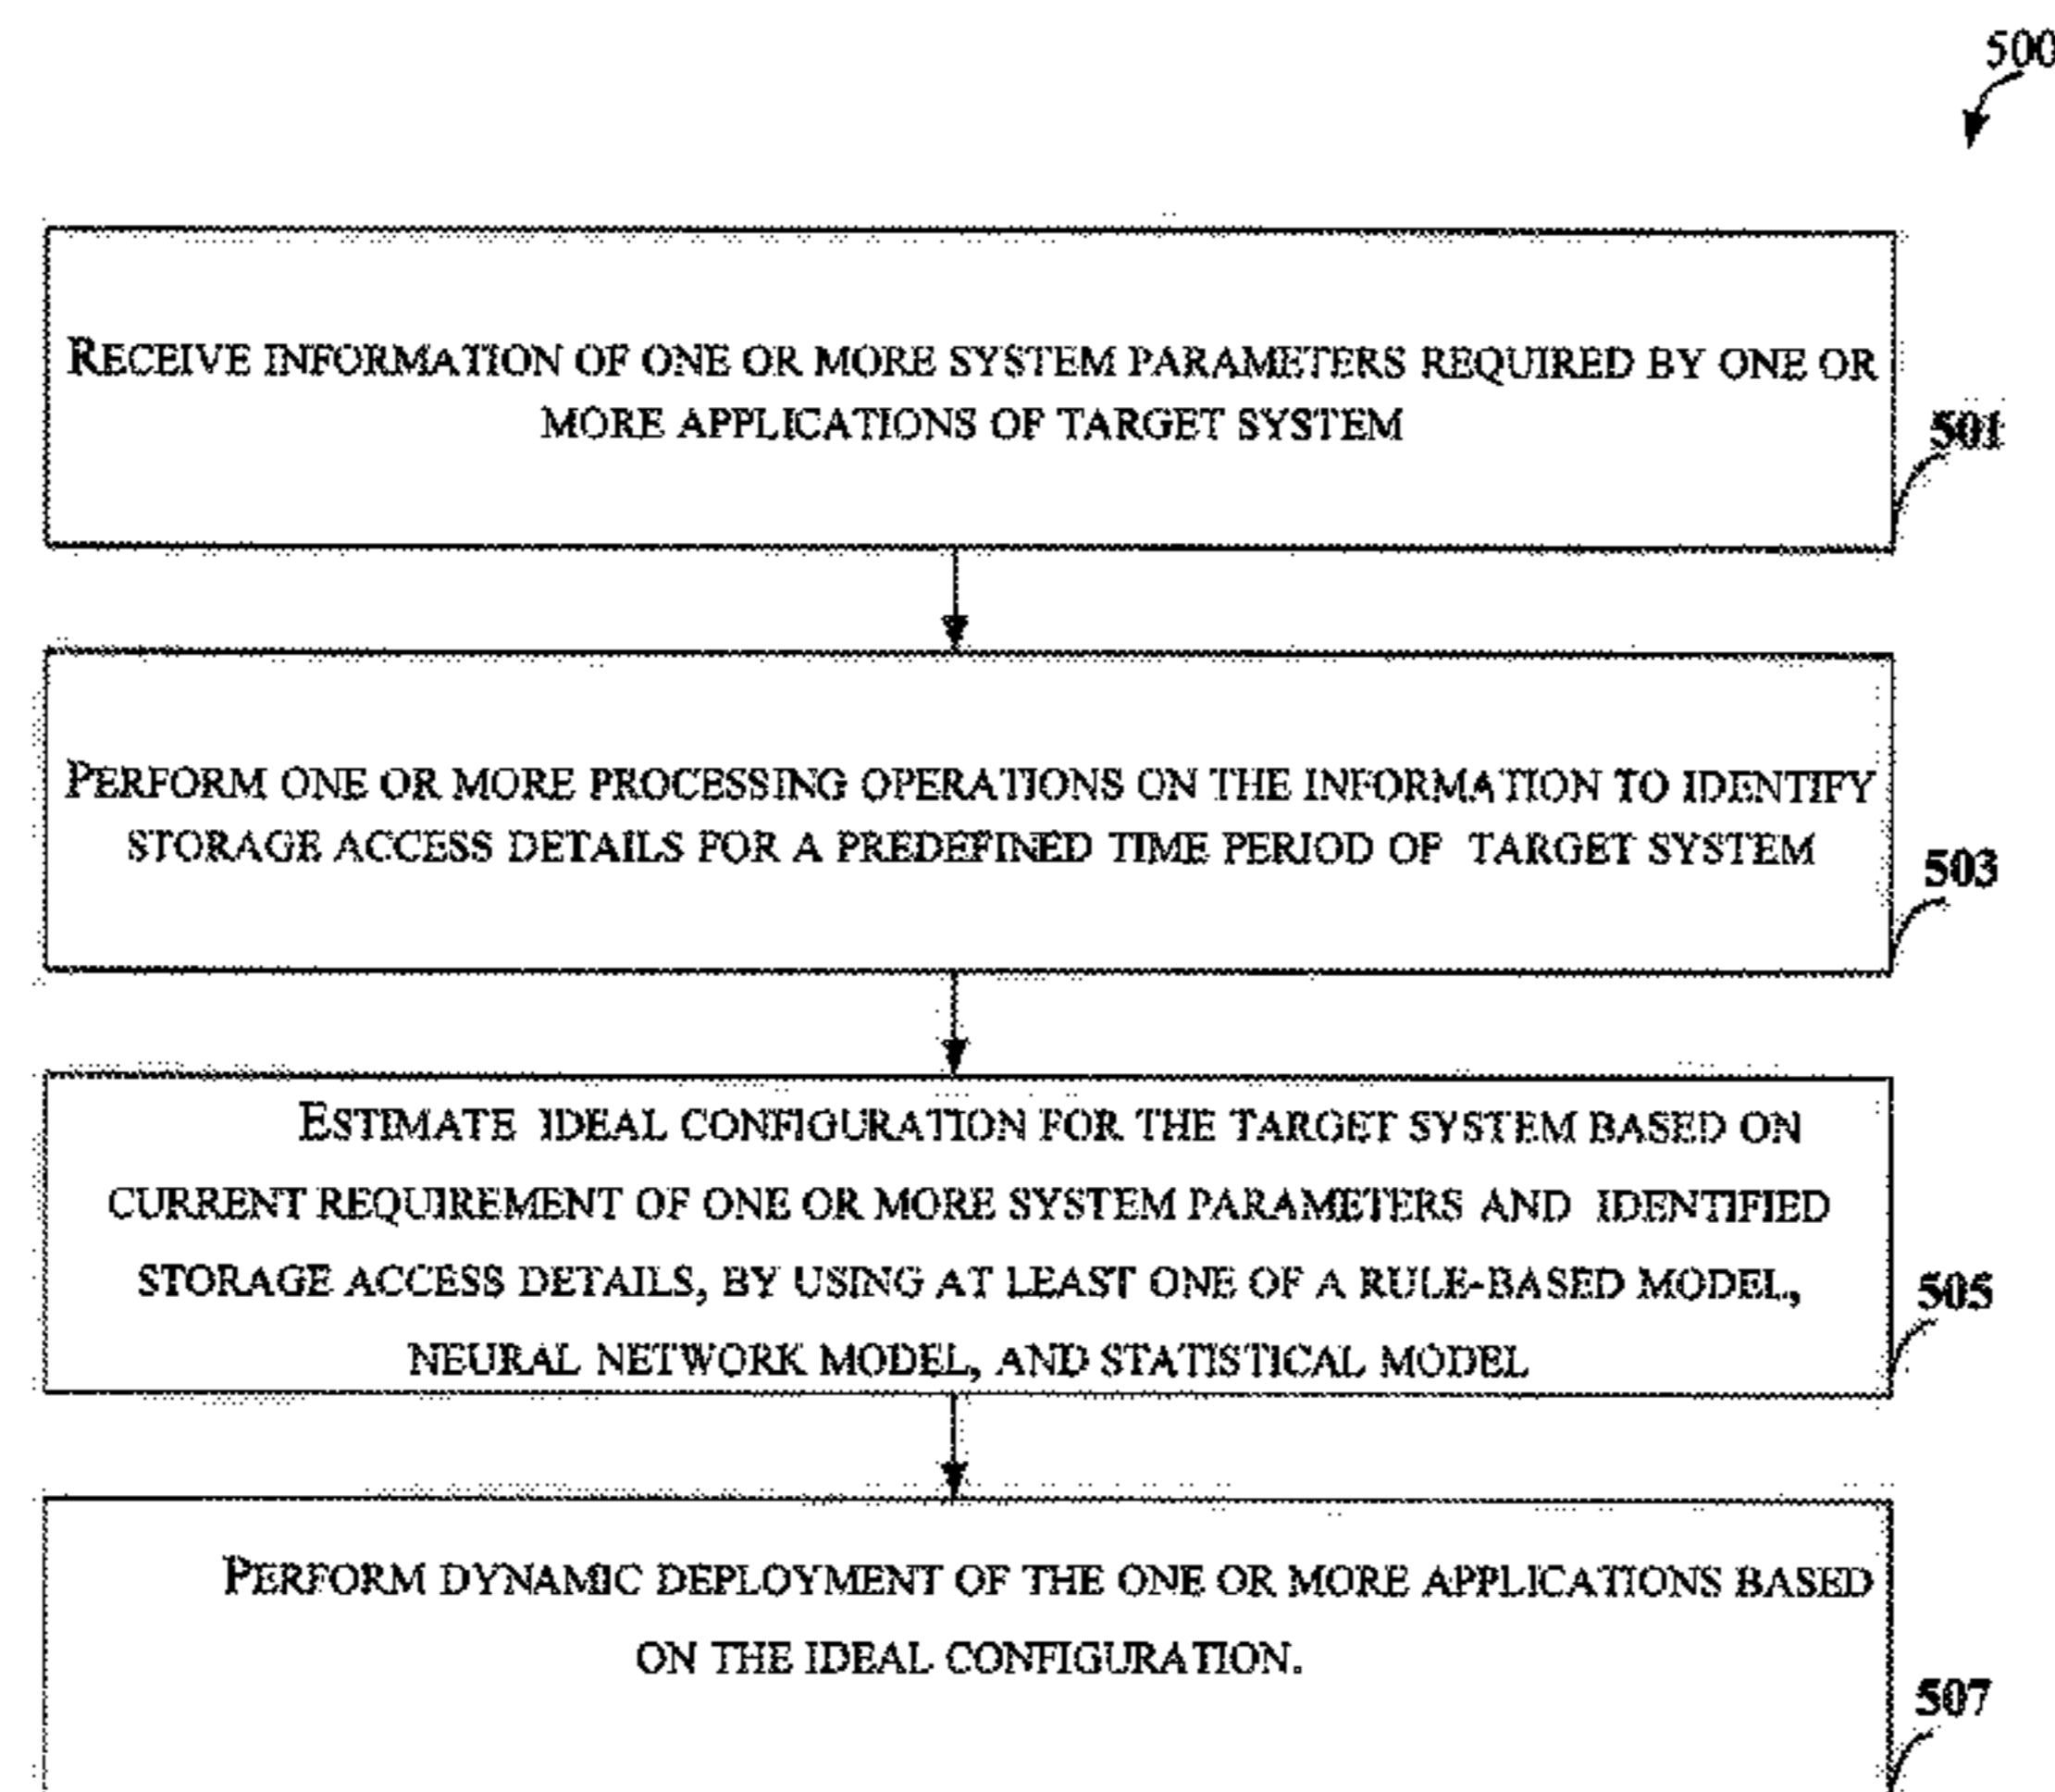 500
RECEIVE INFORMATION OF ONE OR MORE SYSTEM PARAMETERS REQUIRED BY ONE OR
MORE APPLICATIONS OF TARGET SYSTEM
501
PERFORM ONE OR MORE PROCESSING OPERATIONS ON THE INFORMATION TO IDENTIFY
STORAGE ACCESS DETAILS FOR A PREDEFINED TIME PERIOD OF TARGET SYSTEM
503
ESTIMATE IDEAL CONFIGURATION FOR THE TARGET SYSTEM BASED ON
CURRENT REQUIREMENT OF ONE OR MORE SYSTEM PARAMETERS AND IDENTIFIED
STORAGE ACCESS DETAILS, BY USING AT LEAST ONE OF A RULE-BASED MODEL,
NEURAL NETWORK MODEL, AND STATISTICAL MODEL
505
PERFORM DYNAMIC DEPLOYMENT OF THE ONE OR MORE APPLICATIONS BASED
ON THE IDEAL CONFIGURATION.
507